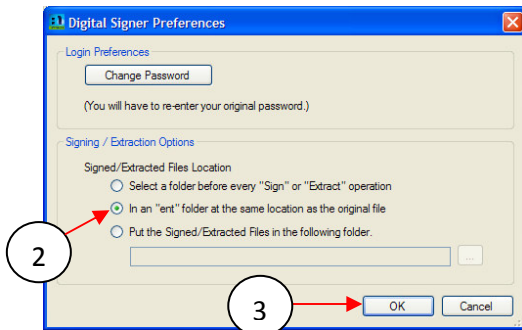 Digital Signer Preferences
Login Preferences
Change Password
(You will have to re-enter your original password.)
Signing / Extraction Options
Signed/Extracted Files Location
Select a folder before every "Sign" or "Extract" operation
In an "ent" folder at the same location as the original file
Put the Signed/Extracted Files in the following folder.
...
2
3
OK Cancel